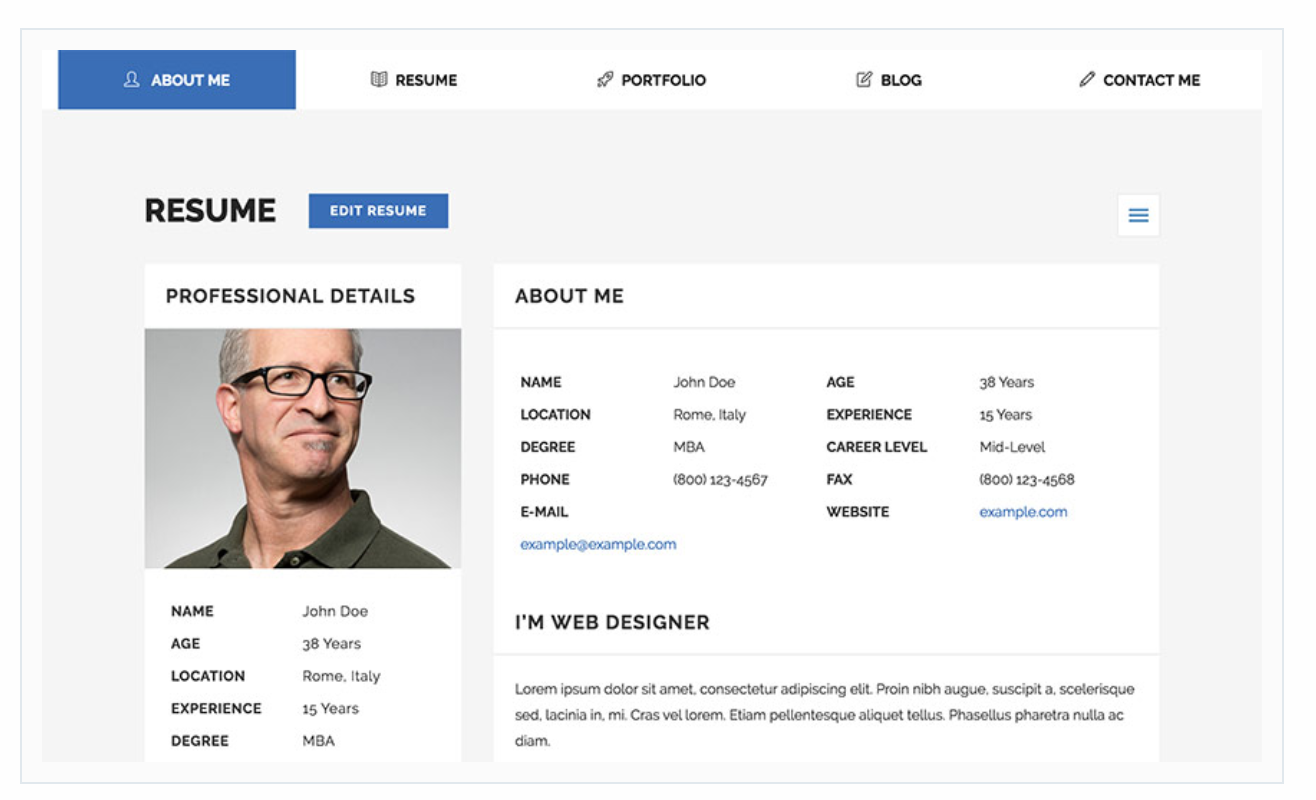 ABOUT ME RESUME PORTFOLIO BLOG CONTACT ME
RESUME EDIT RESUME
PROFESSIONAL DETAILS
NAME John Doe
AGE 38 Years
LOCATION Rome, Italy
EXPERIENCE 15 Years
DEGREE MBA
ABOUT ME
NAME John Doe AGE 38 Years
LOCATION Rome, Italy EXPERIENCE 15 Years
DEGREE MBA CAREER LEVEL Mid-Level
PHONE (800) 123-4567 FAX (800) 123-4568
E-MAIL WEBSITE example.com
example@example.com
I'M WEB DESIGNER
Lorem ipsum dolor sit amet, consectetur adipiscing elit. Proin nibh augue, suscipit a, scelerisque
sed, lacinia in, mi. Cras vel lorem. Etiam pellentesque aliquet tellus. Phasellus pharetra nulla ac
diam.